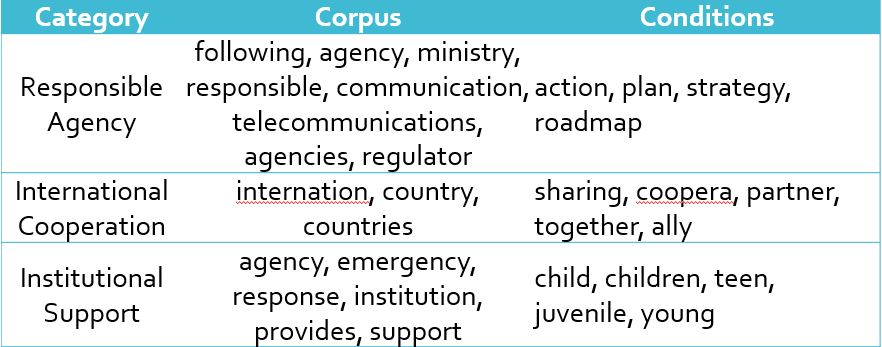 Category Corpus Conditions
Responsible Agency
following, agency, ministry,
responsible, communication,
telecommunications,
agencies, regulator
action, plan, strategy,
roadmap
International
Cooperation
internation, country,
countries
sharing, coopera, partner,
together, ally
Institutional
Support
agency, emergency,
response, institution,
provides, support
child, children, teen,
juvenile, young